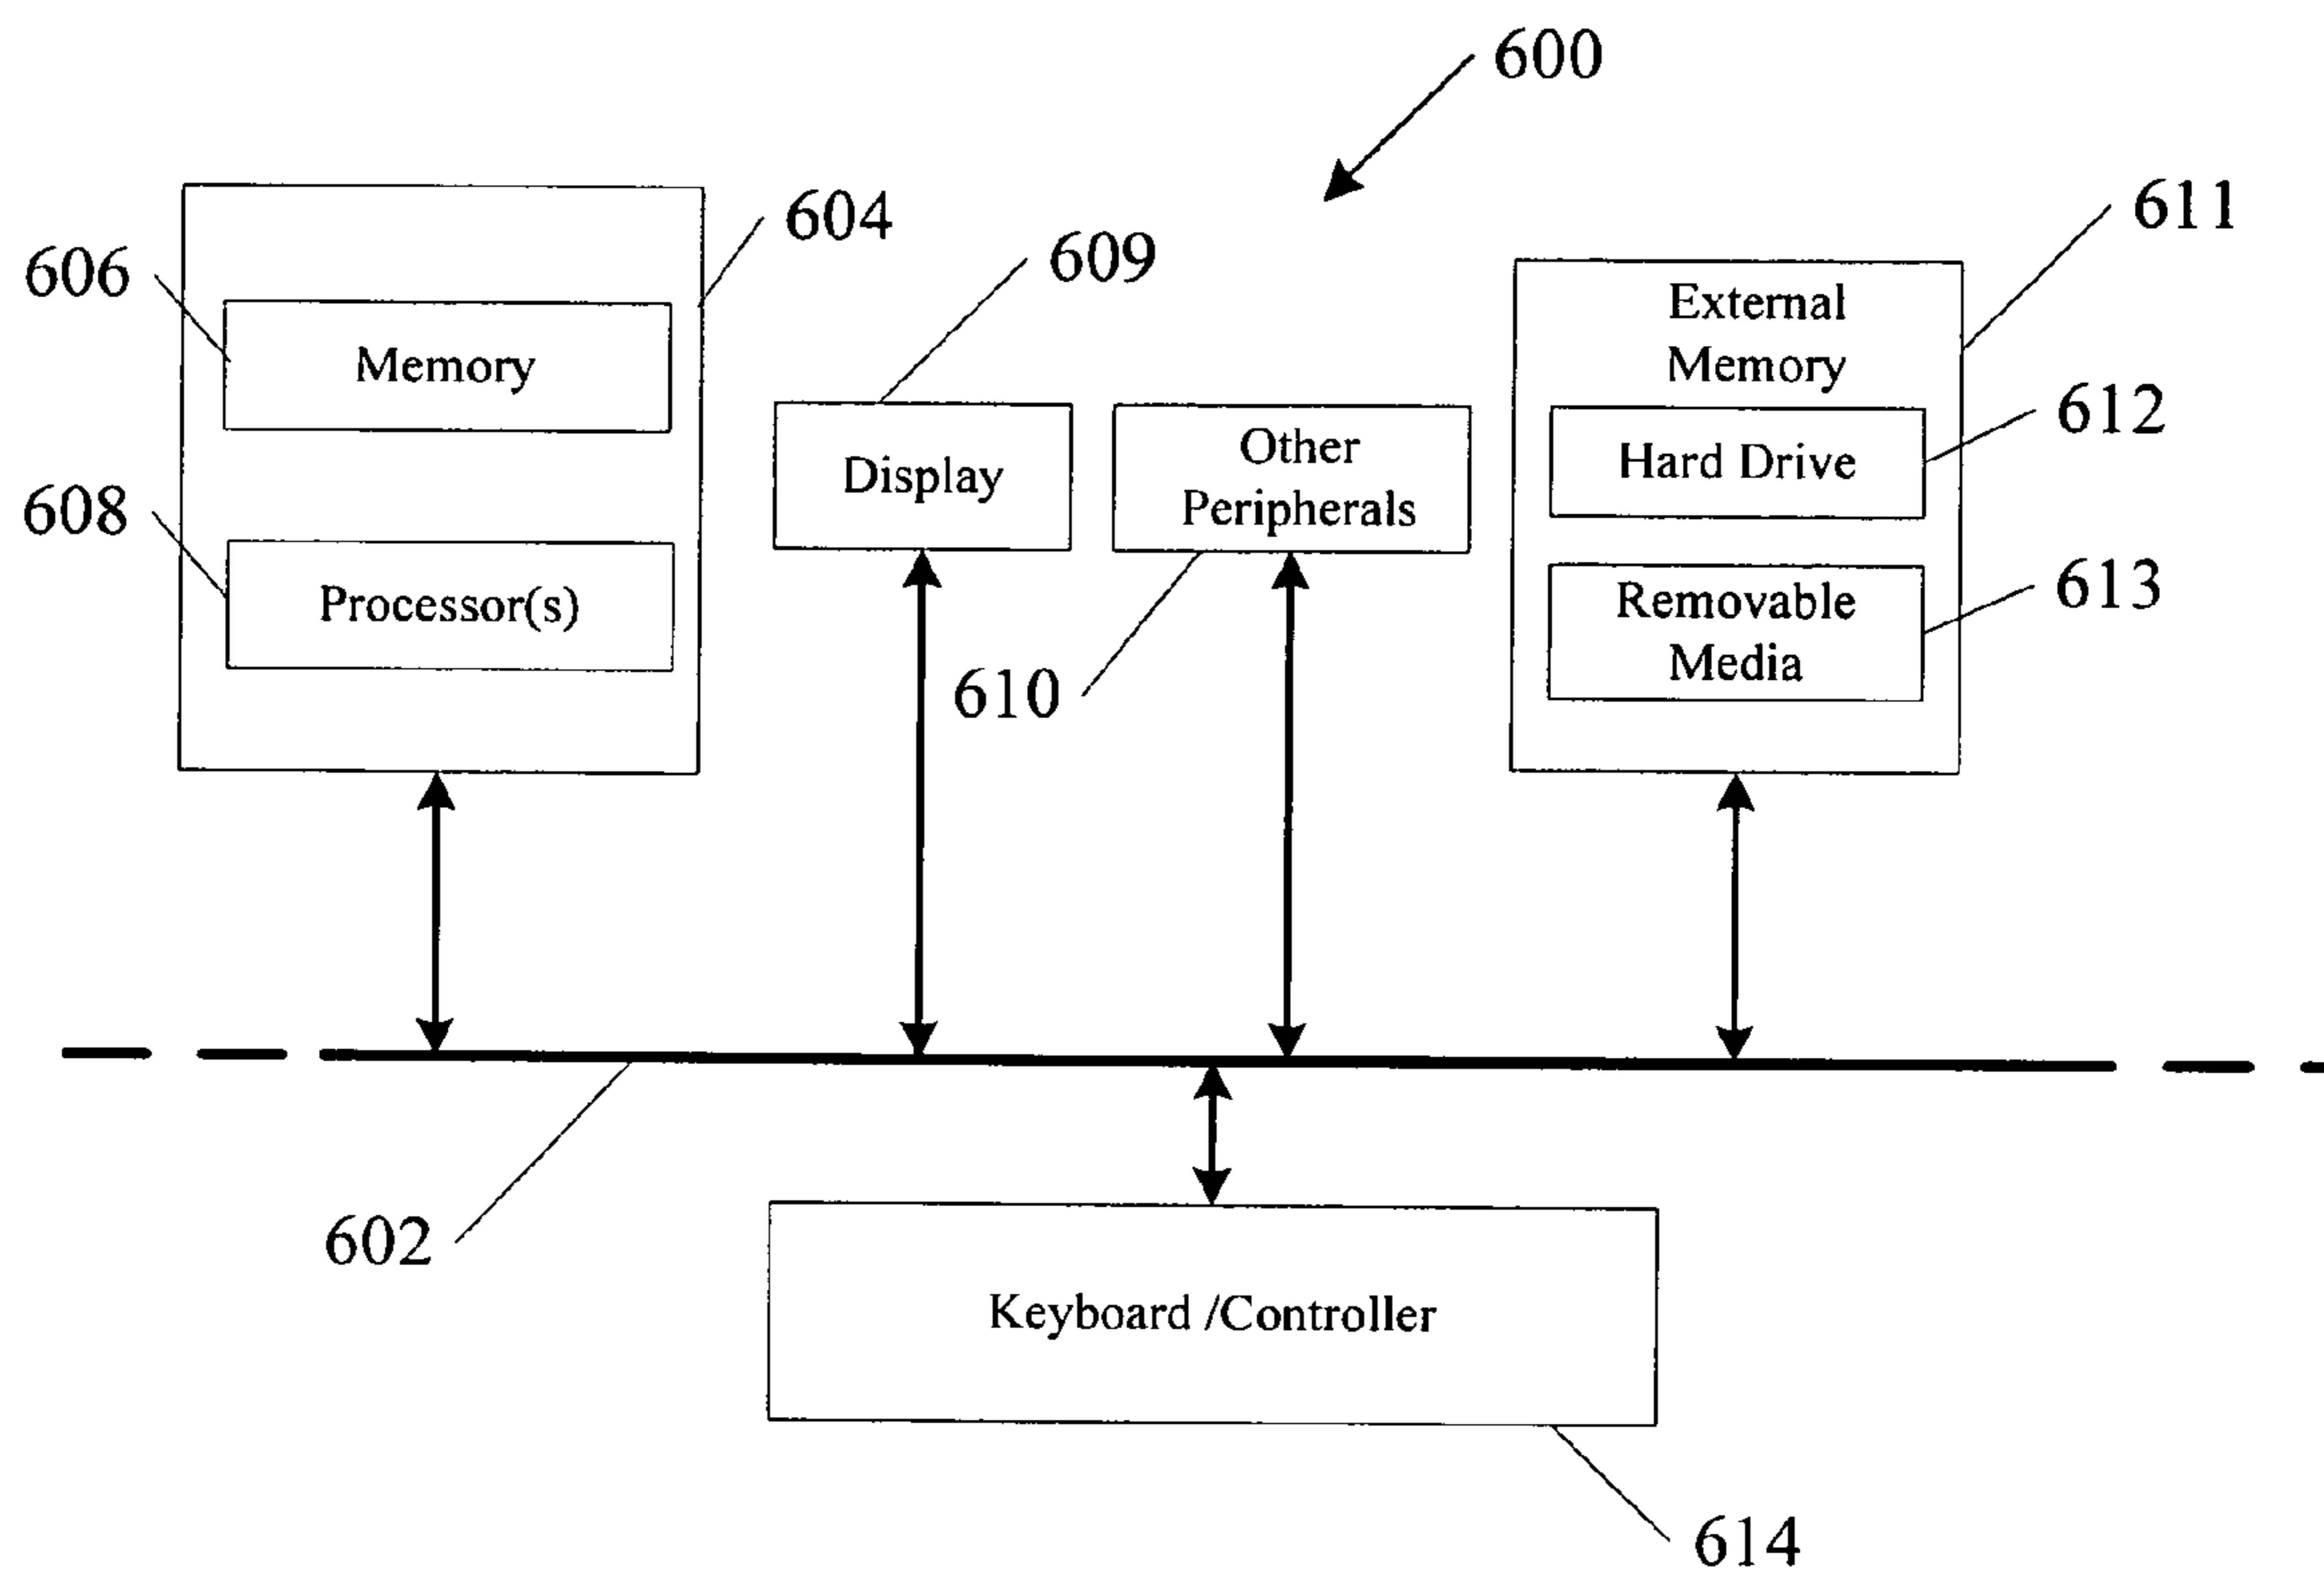 600
604
611
606
609
External
Memory
Memory
612
Other
Peripherals
Display
Hard Drive
608
Processor(s)
613
Removable
Media
610
602
Keyboard /Controller
614